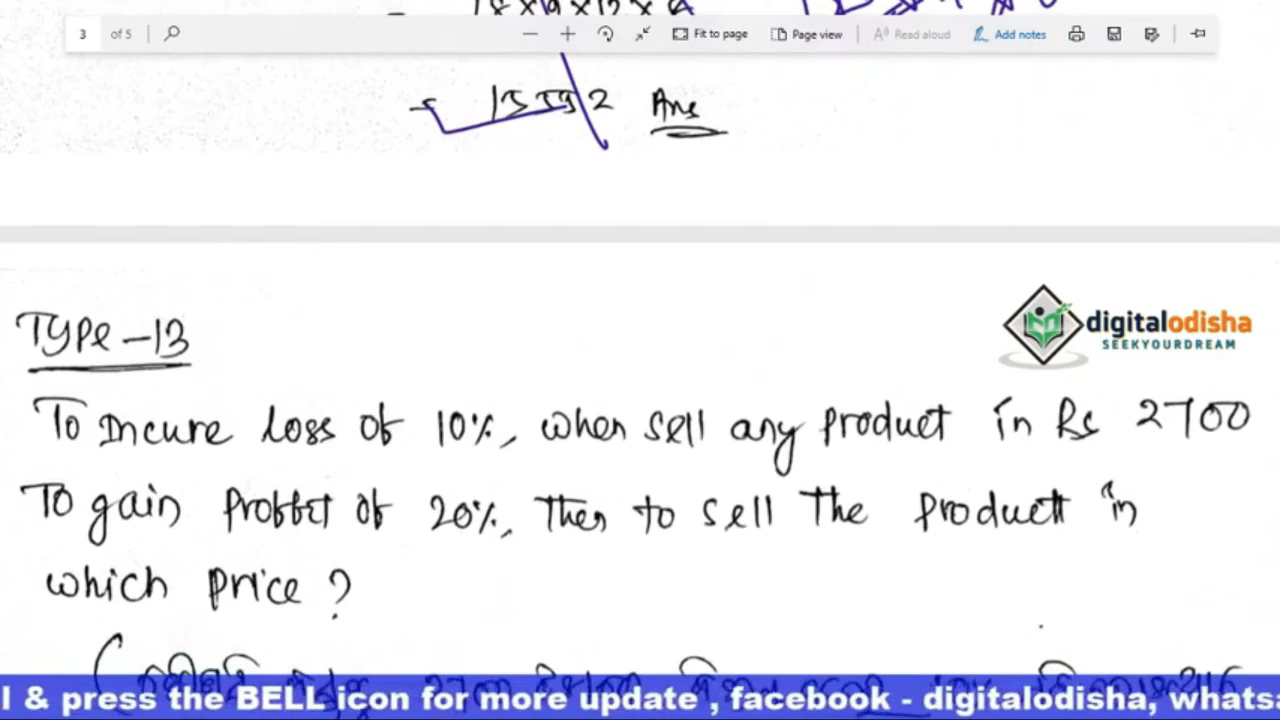 3 of 5 Fit to page Page view Read aloud Add notes
= 15592 Ans
TYPE-13
digitalodisha
SEEKYOURDREAM
To Incure loss of 10%, when sell any product in Rs 2700
To gain Proffit of 20%, then to sell the product in
which price ?
l & press the BELL icon for more update , facebook - digitalodisha, whats